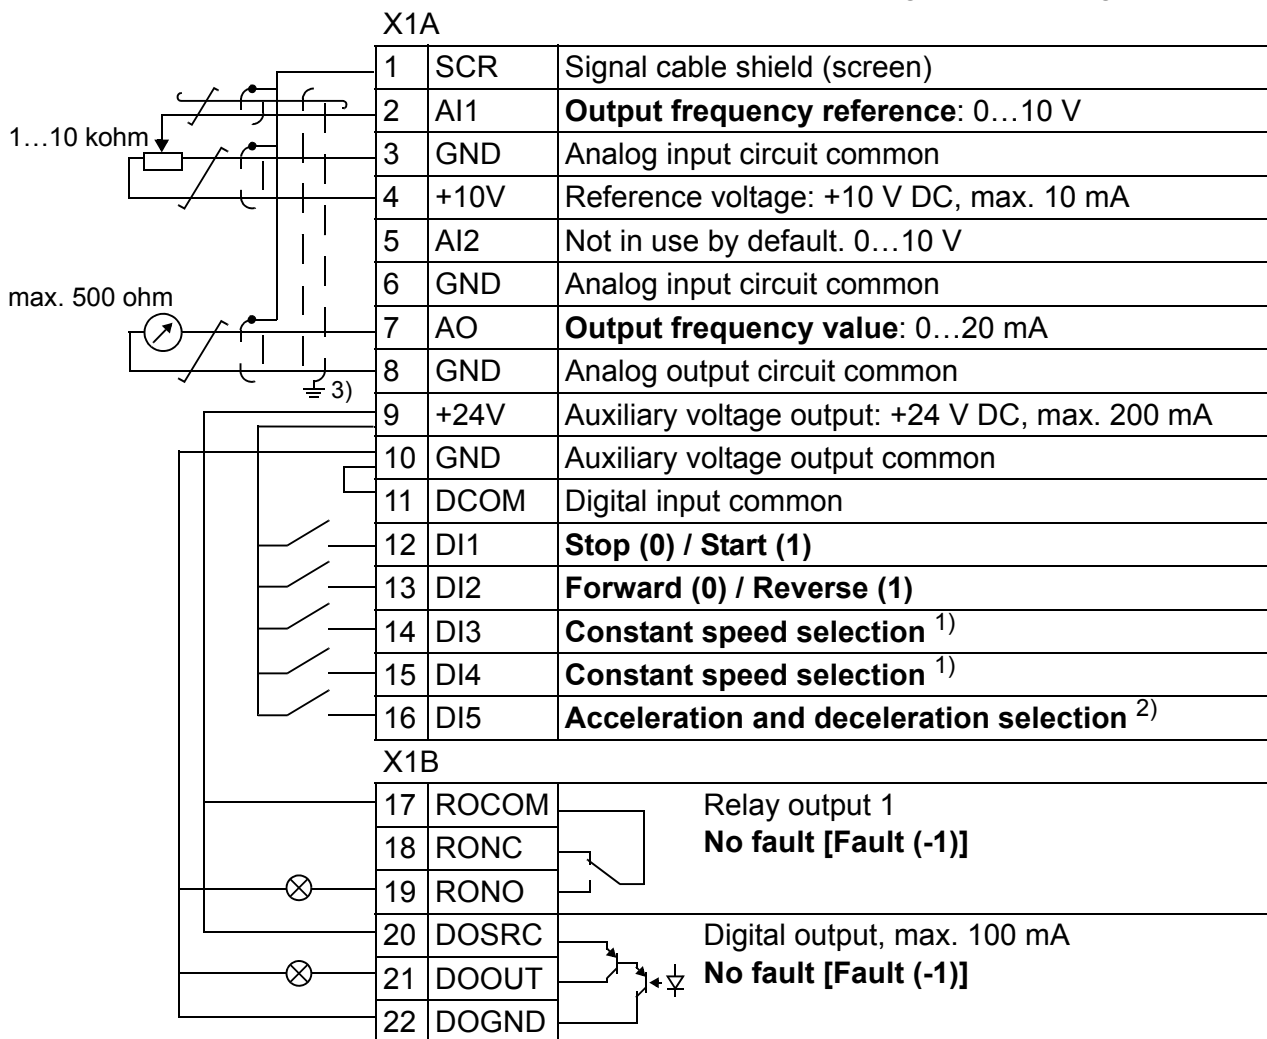 X1A
1 SCR Signal cable shield (screen)
2 AI1 Output frequency reference: 0…10 V
1…10 kohm
3 GND Analog input circuit common
4 +10V Reference voltage: +10 V DC, max. 10 mA
5 AI2 Not in use by default. 0…10 V
6 GND Analog input circuit common
max. 500 ohm
7 AO Output frequency value: 0…20 mA
8 GND Analog output circuit common
3)
9 +24V Auxiliary voltage output: +24 V DC, max. 200 mA
10 GND Auxiliary voltage output common
11 DCOM Digital input common
12 DI1 Stop (0) / Start (1)
13 DI2 Forward (0) / Reverse (1)
14 DI3 Constant speed selection 1)
15 DI4 Constant speed selection 1)
16 DI5 Acceleration and deceleration selection 2)
X1B
17 ROCOM Relay output 1
18 RONC No fault [Fault (-1)]
19 RONO
20 DOSRC Digital output, max. 100 mA
21 DOOUT No fault [Fault (-1)]
22 DOGND